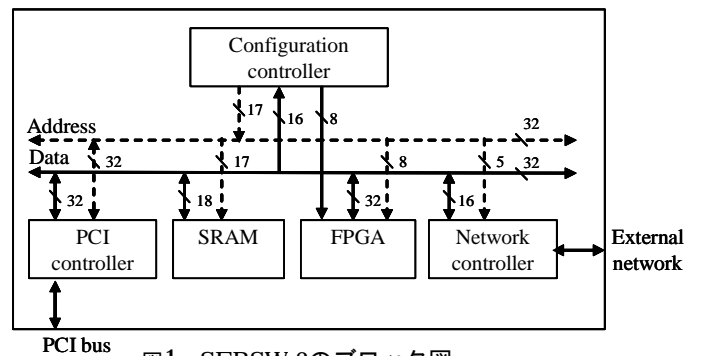 Configuration
controller
17
16
8
Address
32
Data
32
17
8
5
32
32
18
32
16
PCI
controller
SRAM
FPGA
Network
controller
External
network
PCI bus
図1 SEBSW-0のブロック図